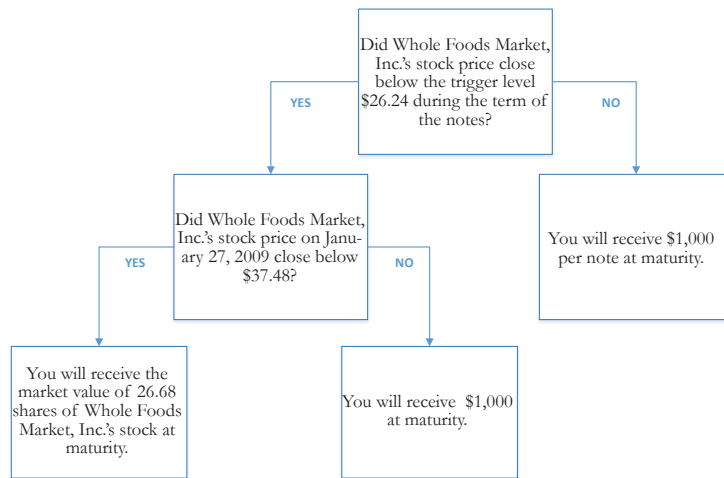 Did Whole Foods Market,
Inc.'s stock price close
below the trigger level
$26.24 during the term of
the notes?
YES
NO
Did Whole Foods Market,
Inc.'s stock price on Janu-
ary 27, 2009 close below
$37.48?
You will receive $1,000
per note at maturity.
YES
NO
You will receive the
market value of 26.68
shares of Whole Foods
Market, Inc.'s stock at
maturity.
You will receive $1,000
at maturity.